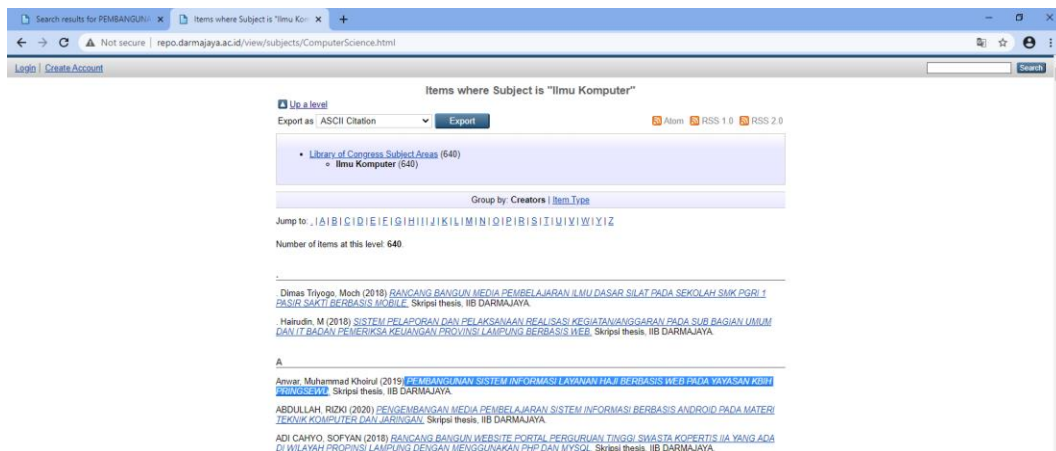 Search results for PEMBANGUN
Items where Subject is "Ilmu Kom
Not secure | repo.darmajaya.ac.id/view/subjects/ComputerScience.html
Login | Create Account
Search
Items where Subject is "Ilmu Komputer"
Up a level
Export as ASCII Citation Export Atom RSS 1.0 RSS 2.0
Library of Congress Subject Areas (640)
Ilmu Komputer (640)
Group by: Creators | Item Type
Jump to: . | A | B | C | D | E | F | G | H | I | J | K | L | M | N | O | P | R | S | T | U | V | W | Y | Z
Number of items at this level: 640.
.
. Dimas Triyogo, Moch (2018) RANCANG BANGUN MEDIA PEMBELAJARAN ILMU DASAR SILAT PADA SEKOLAH SMK PGRI 1
PASIR SAKTI BERBASIS MOBILE. Skripsi thesis, IIB DARMAJAYA.
. Hairudin, M (2018) SISTEM PELAPORAN DAN PELAKSANAAN REALISASI KEGIATAN/ANGGARAN PADA SUB BAGIAN UMUM
DAN IT BADAN PEMERIKSA KEUANGAN PROVINSI LAMPUNG BERBASIS WEB. Skripsi thesis, IIB DARMAJAYA.
A
Anwar, Muhammad Khoirul (2019) PEMBANGUNAN SISTEM INFORMASI LAYANAN HAJI BERBASIS WEB PADA YAYASAN KBIH
PRINGSEWU. Skripsi thesis, IIB DARMAJAYA.
ABDULLAH, RIZKI (2020) PENGEMBANGAN MEDIA PEMBELAJARAN SISTEM INFORMASI BERBASIS ANDROID PADA MATERI
TEKNIK KOMPUTER DAN JARINGAN. Skripsi thesis, IIB DARMAJAYA.
ADI CAHYO, SOFYAN (2018) RANCANG BANGUN WEBSITE PORTAL PERGURUAN TINGGI SWASTA KOPERTIS IIA YANG ADA
DI WILAYAH PROPINSI LAMPUNG DENGAN MENGGUNAKAN PHP DAN MYSQL. Skripsi thesis, IIB DARMAJAYA.